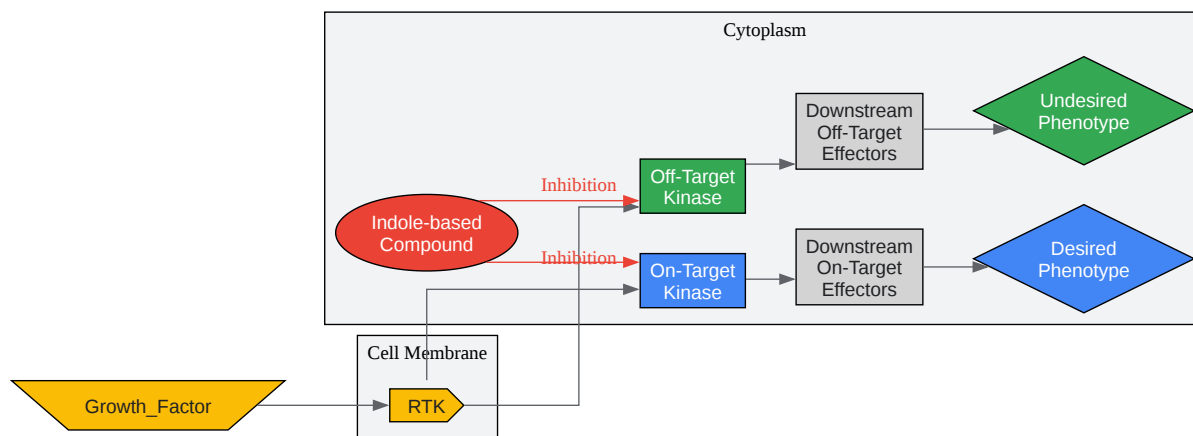 Cytoplasm
Undesired
Phenotype
Downstream
Off-Target
Effectors
Inhibition
Off-Target
Kinase
Indole-based
Compound
Inhibition
On-Target
Kinase
Downstream
On-Target
Effectors
Desired
Phenotype
Cell Membrane
Growth_Factor
RTK